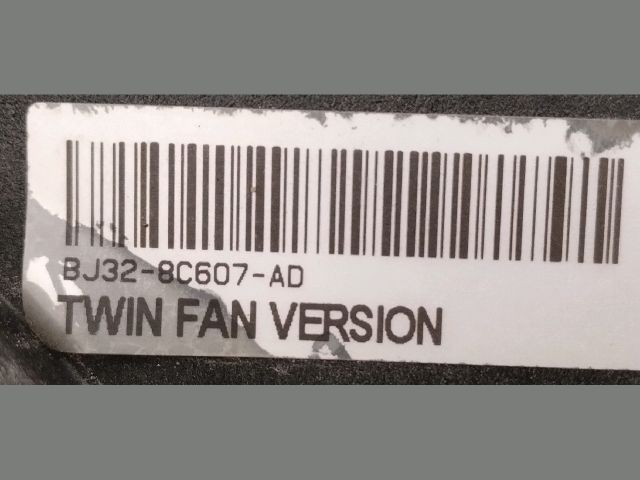 BJ32-8C607-AD
TWIN FAN VERSION